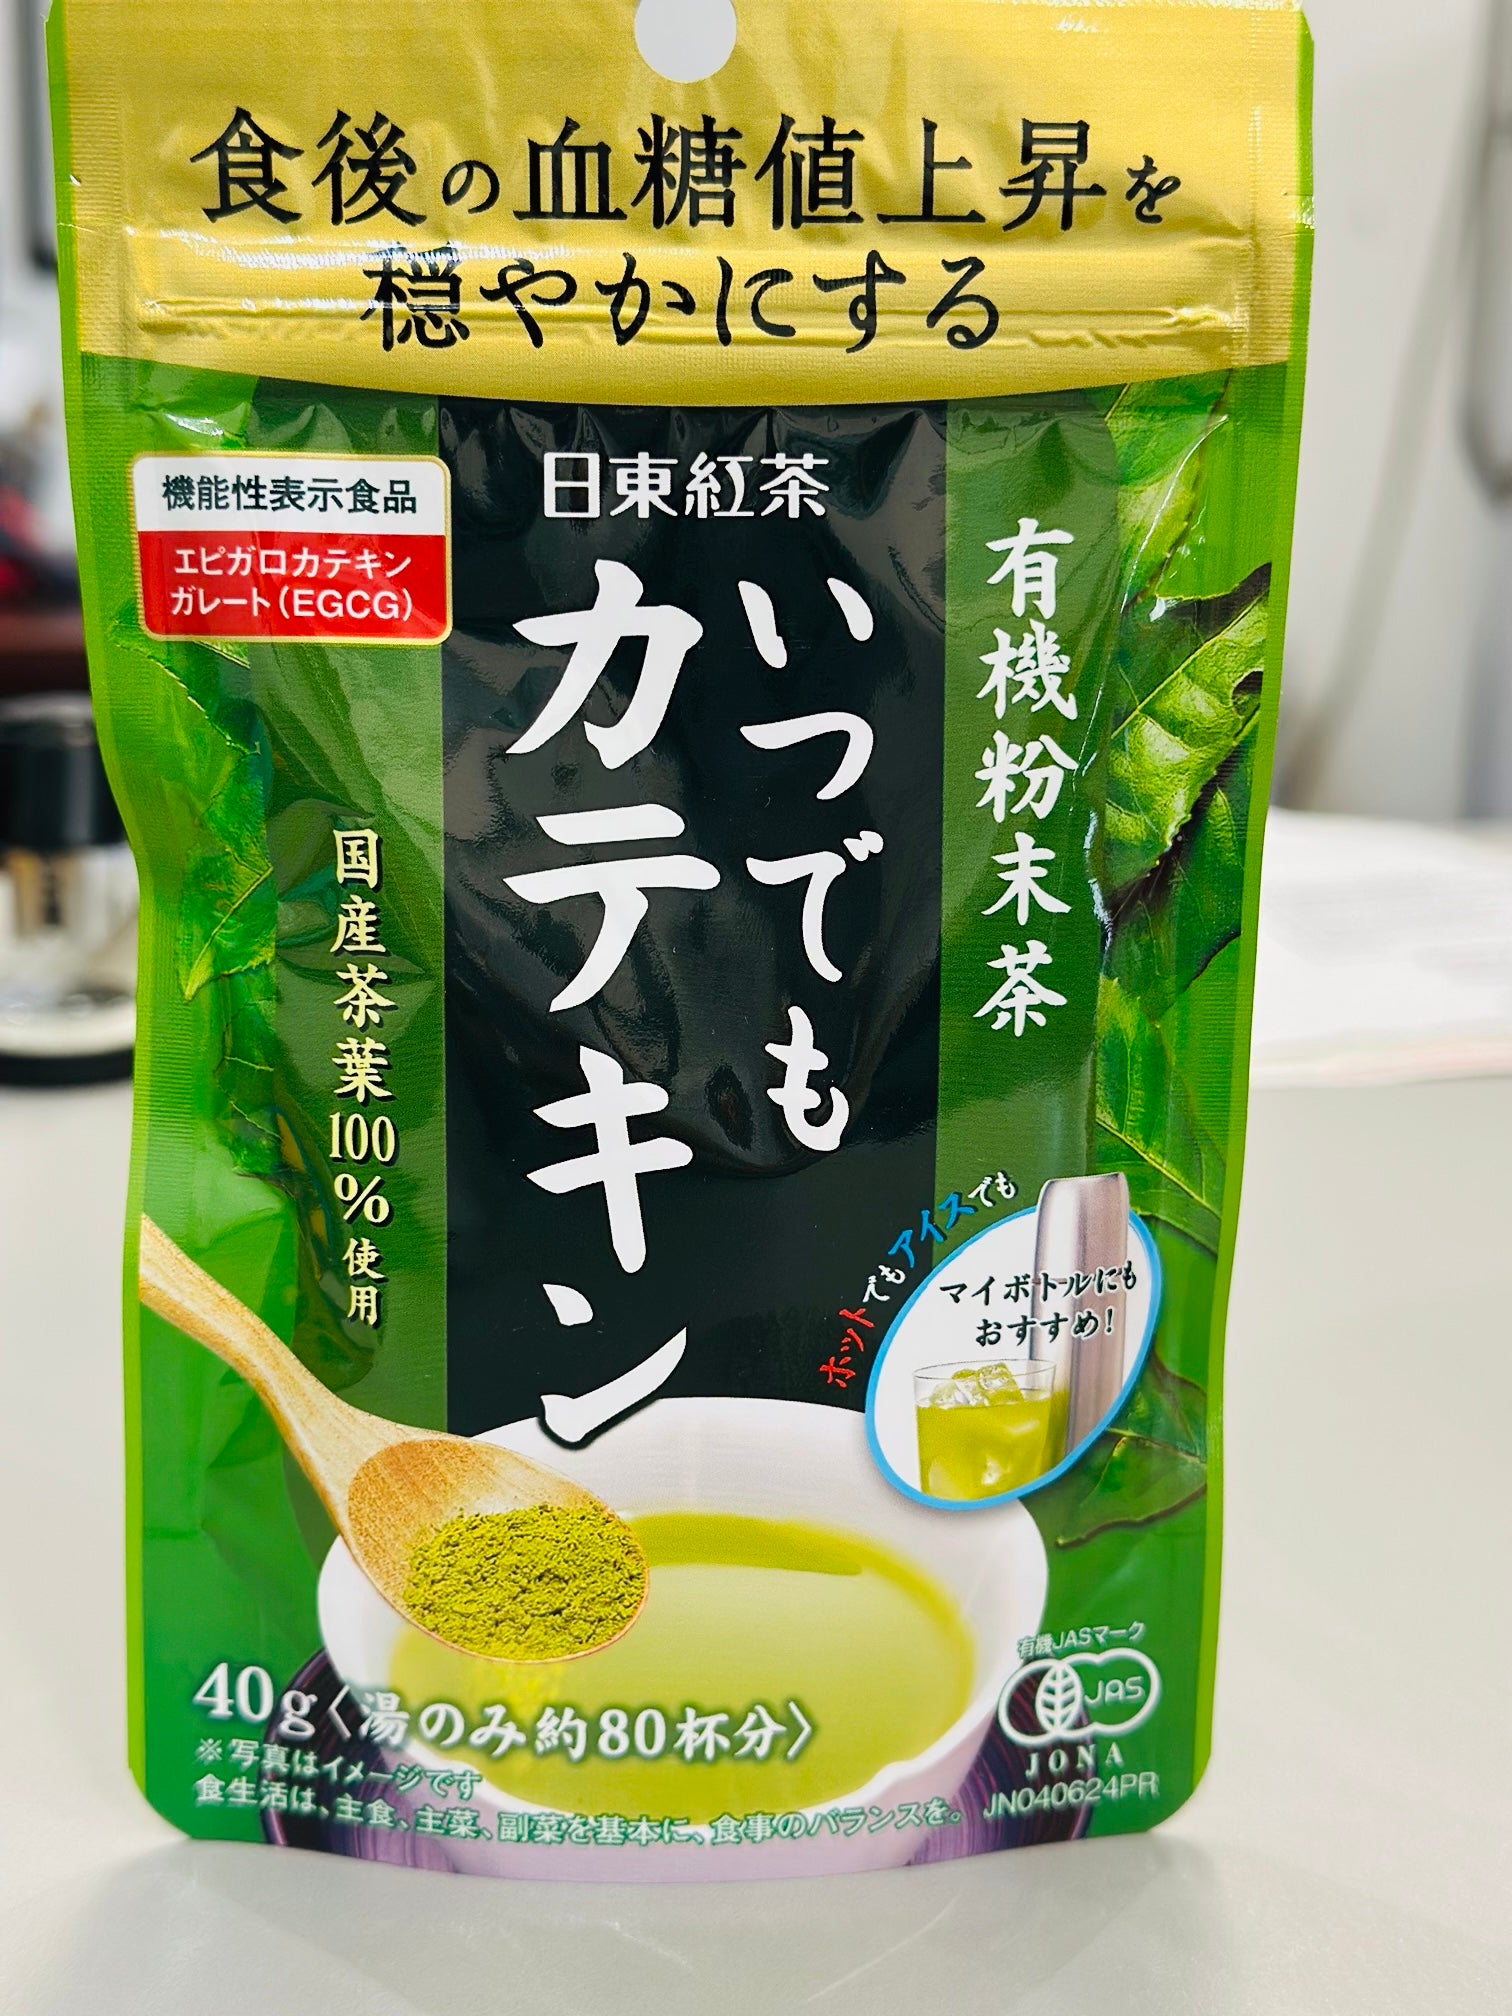 食後の血糖値上昇を
穏やかにする
日東紅茶
機能性表示食品
エピガロカテキン
ガレート(EGCG)
有機粉末茶
いつでも
カテキン
国産茶葉100%使用
ホットでもアイスでも
マイボトルにも
おすすめ!
有機JASマーク
JAS
JONA
JN040624PR
40g〈湯のみ約80杯分〉
※写真はイメージです
食生活は、主食、主菜、副菜を基本に、食事のバランスを。